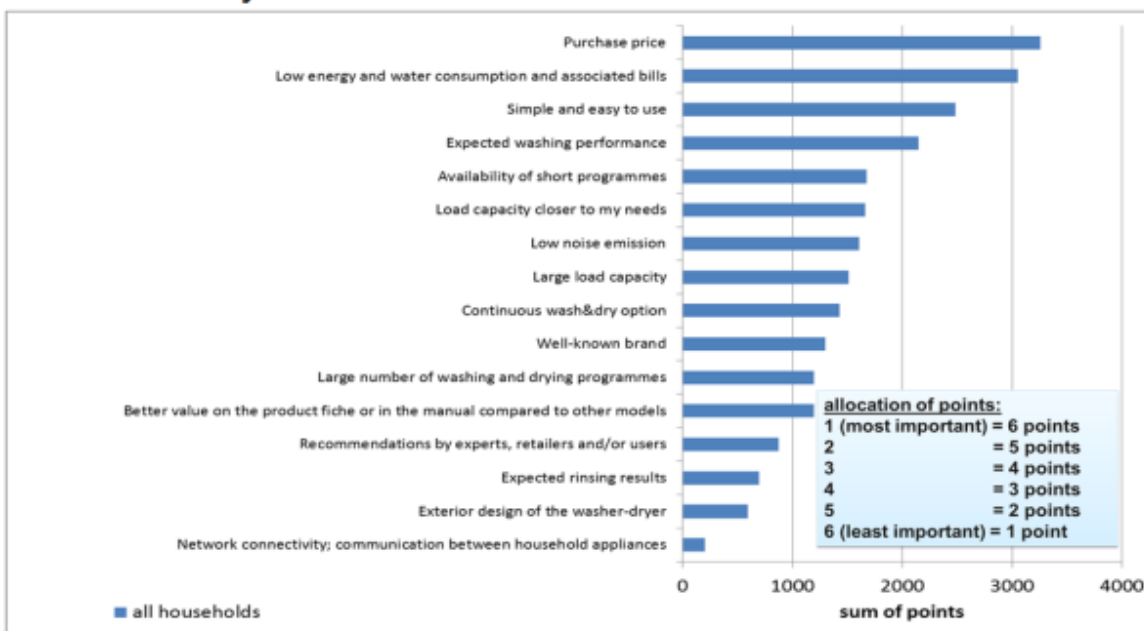 Purchase price
Low energy and water consumption and associated bills
Simple and easy to use
Expected washing performance
Availability of short programmes
Load capacity closer to my needs
Low noise emission
Large load capacity
Continuous wash&dry option
Well-known brand
Large number of washing and drying programmes
Better value on the product fiche or in the manual compared to other models
Recommendations by experts, retailers and/or users
Expected rinsing results
Exterior design of the washer-dryer
Network connectivity; communication between household appliances
allocation of points:
1 (most important) = 6 points
2 = 5 points
3 = 4 points
4 = 3 points
5 = 2 points
6 (least important) = 1 point
0 1000 2000 3000 4000
all households
sum of points